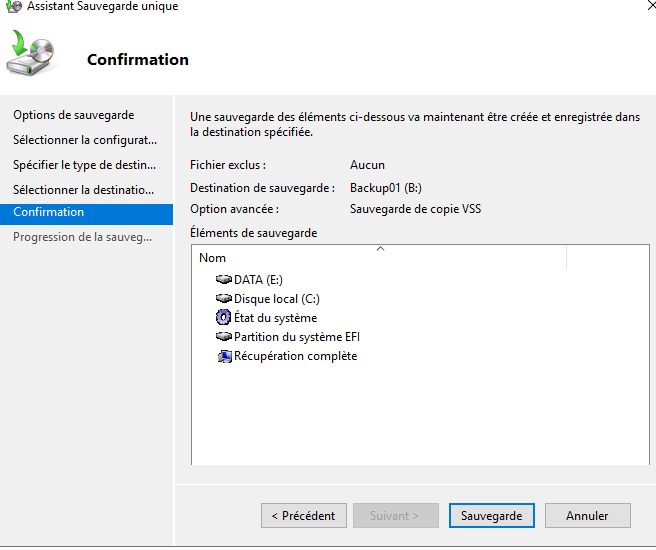 Assistant Sauvegarde unique
Confirmation
Options de sauvegarde
Sélectionner la configurat...
Spécifier le type de destin...
Sélectionner la destinatio...
Confirmation
Progression de la sauveg...
Une sauvegarde des éléments ci-dessous va maintenant être créée et enregistrée dans
la destination spécifiée.
Fichier exclus :
Aucun
Destination de sauvegarde :
Backup01 (B:)
Option avancée :
Sauvegarde de copie VSS
Éléments de sauvegarde
Nom
DATA (E:)
Disque local (C:)
État du système
Partition du système EFI
Récupération complète
< Précédent
Suivant >
Sauvegarde
Annuler